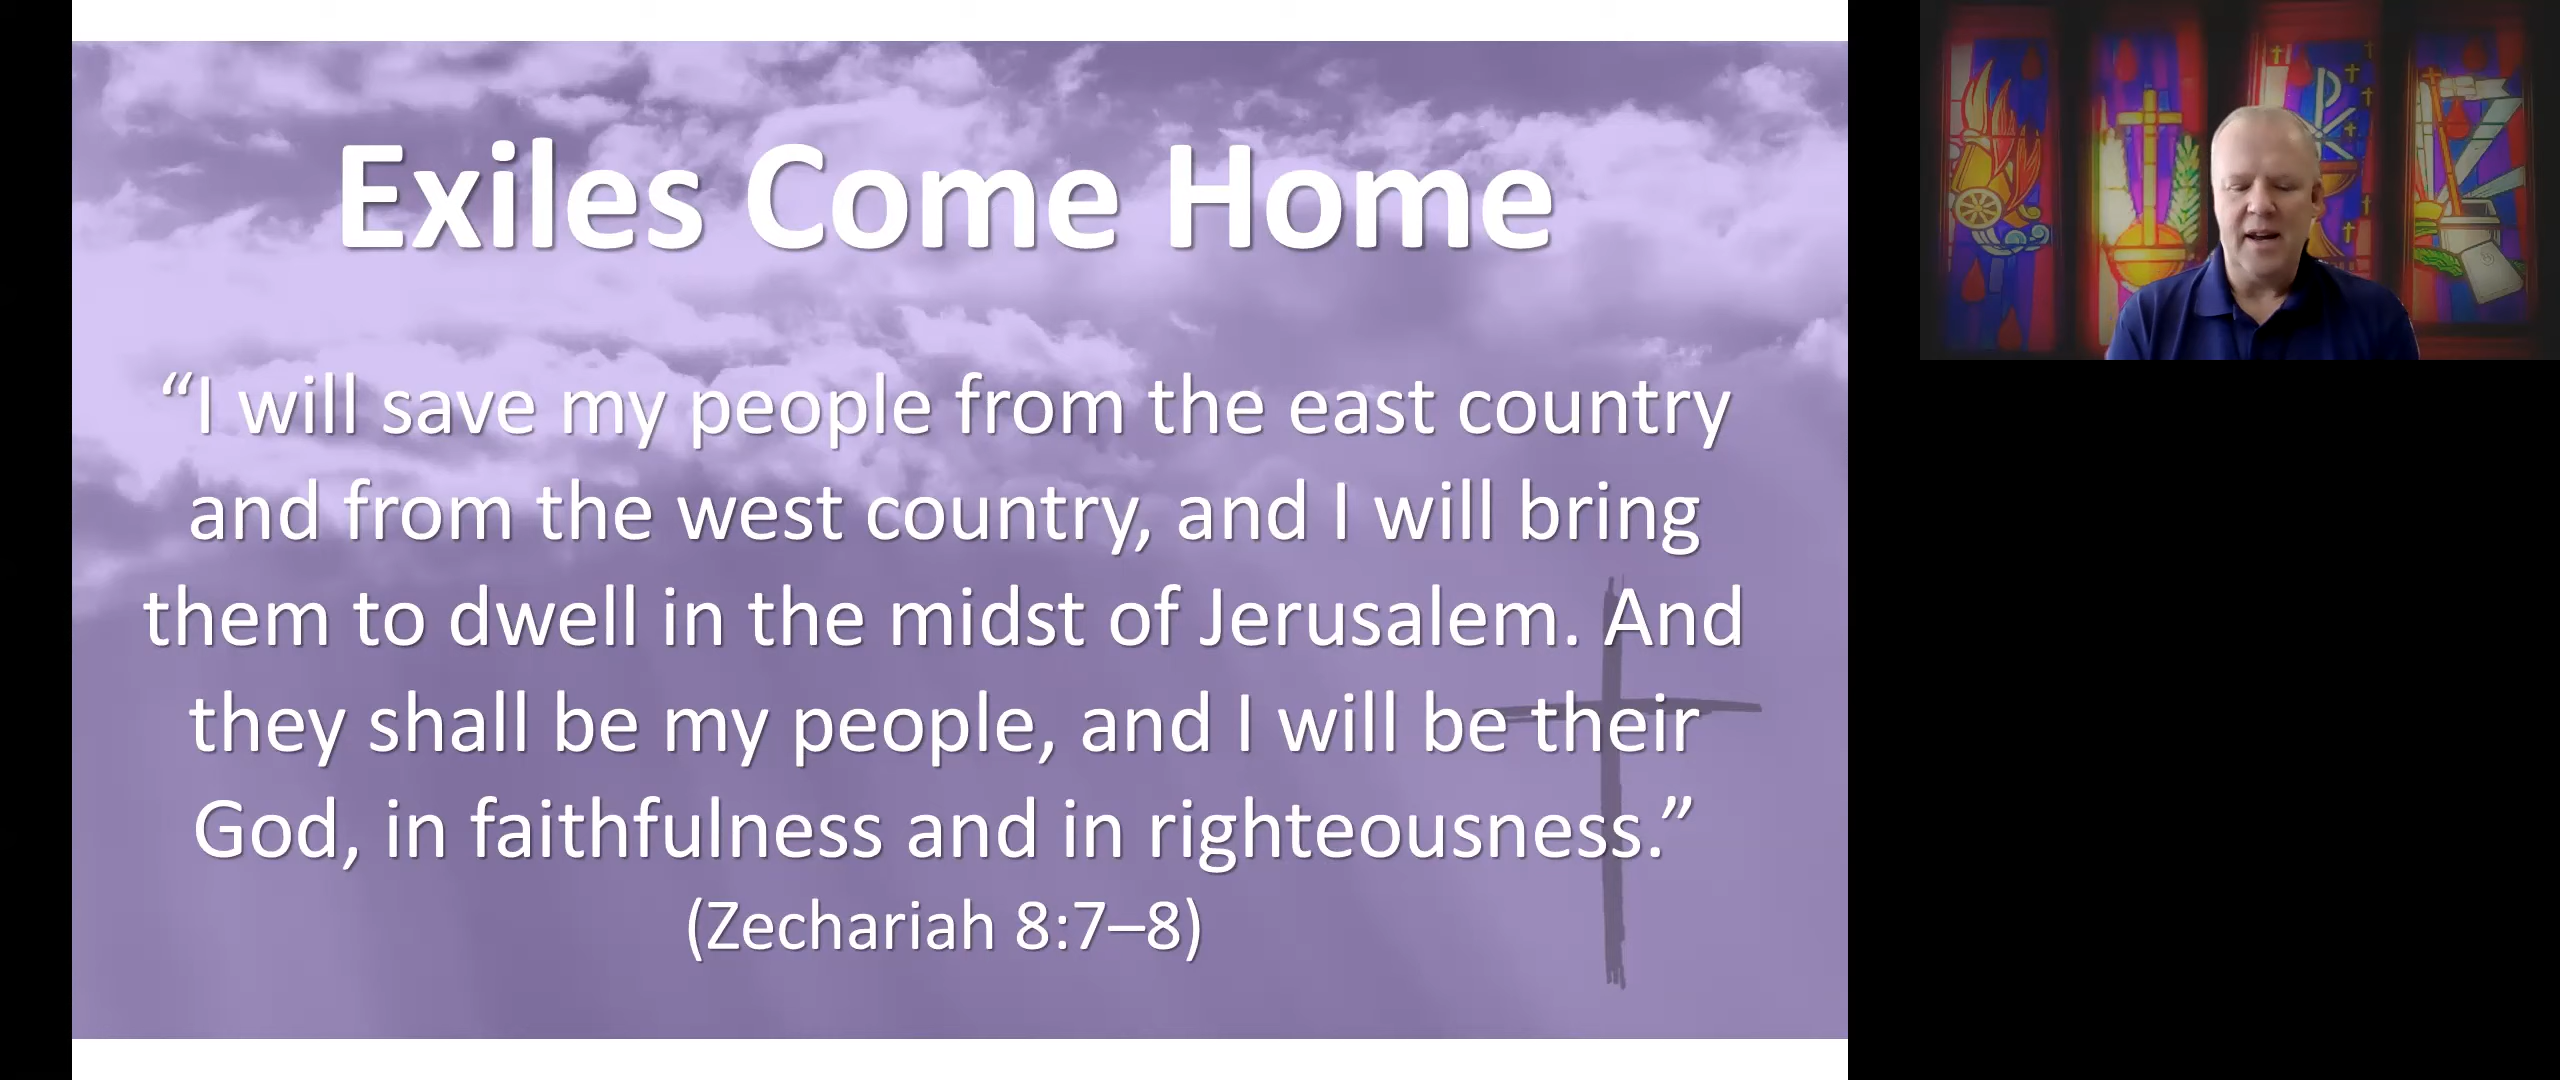 Exiles Come Home
“I will save my people from the east country
and from the west country, and I will bring
them to dwell in the midst of Jerusalem. And
they shall be my people, and I will be their
God, in faithfulness and in righteousness.”
(Zechariah 8:7–8)